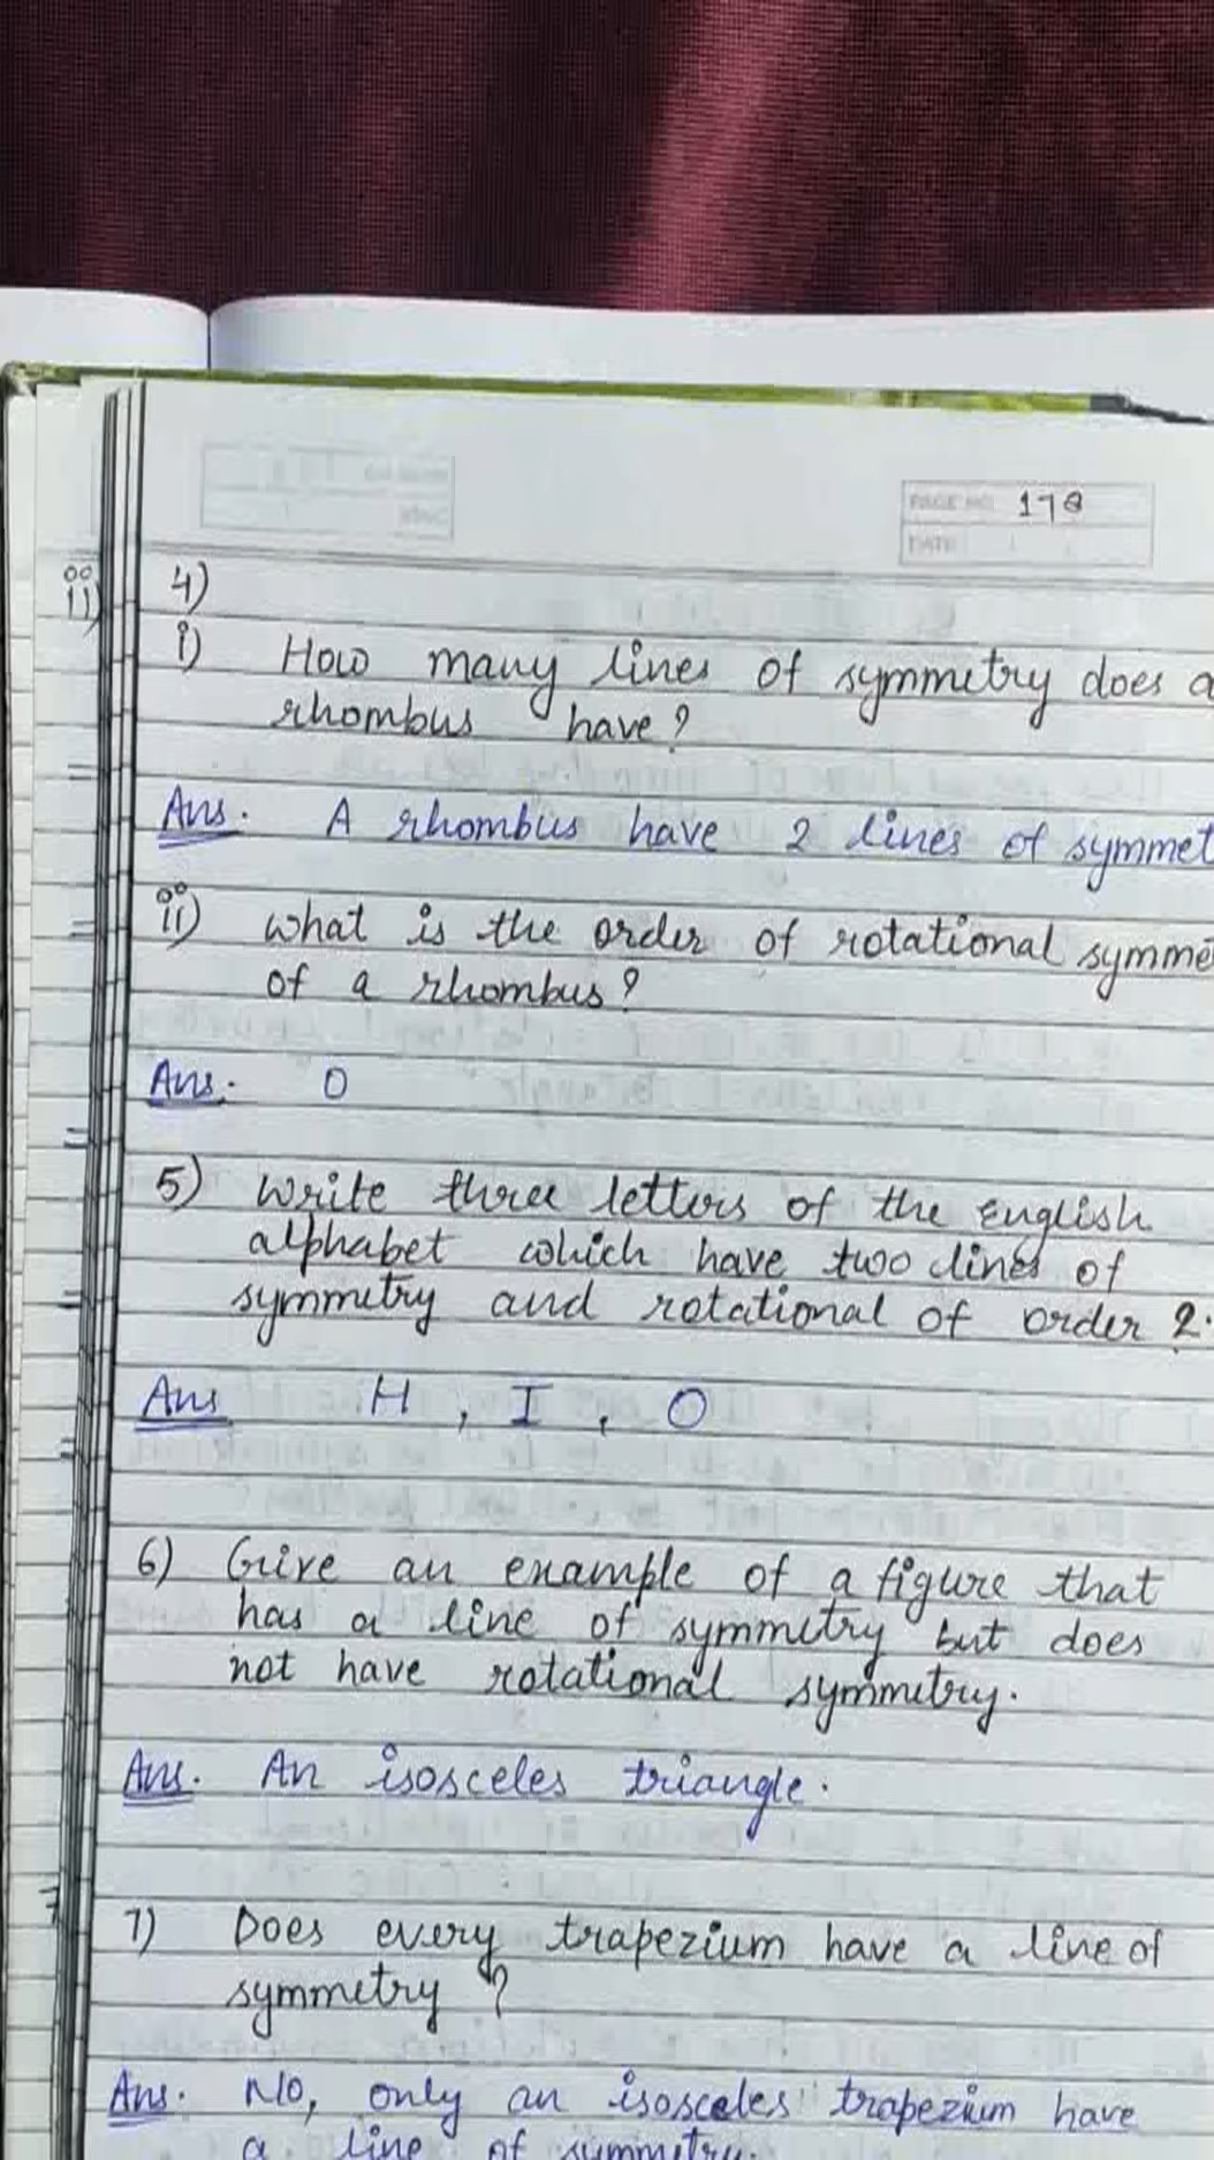 PAGE NO. 178
DATE
ii)
4)
i) How many lines of symmetry does a
rhombus have?
Ans. A rhombus have 2 lines of symmet
ii) what is the order of rotational symme
of a rhombus?
Ans. 0
5) Write three letters of the English
alphabet which have two lines of
symmetry and rotational of order 2.
Ans H, I, O
6) Give an example of a figure that
has a line of symmetry but does
not have rotational symmetry.
Ans. An isosceles triangle.
7) Does every trapezium have a line of
symmetry?
Ans. No, only an isosceles trapezium have
a line of symmetry.